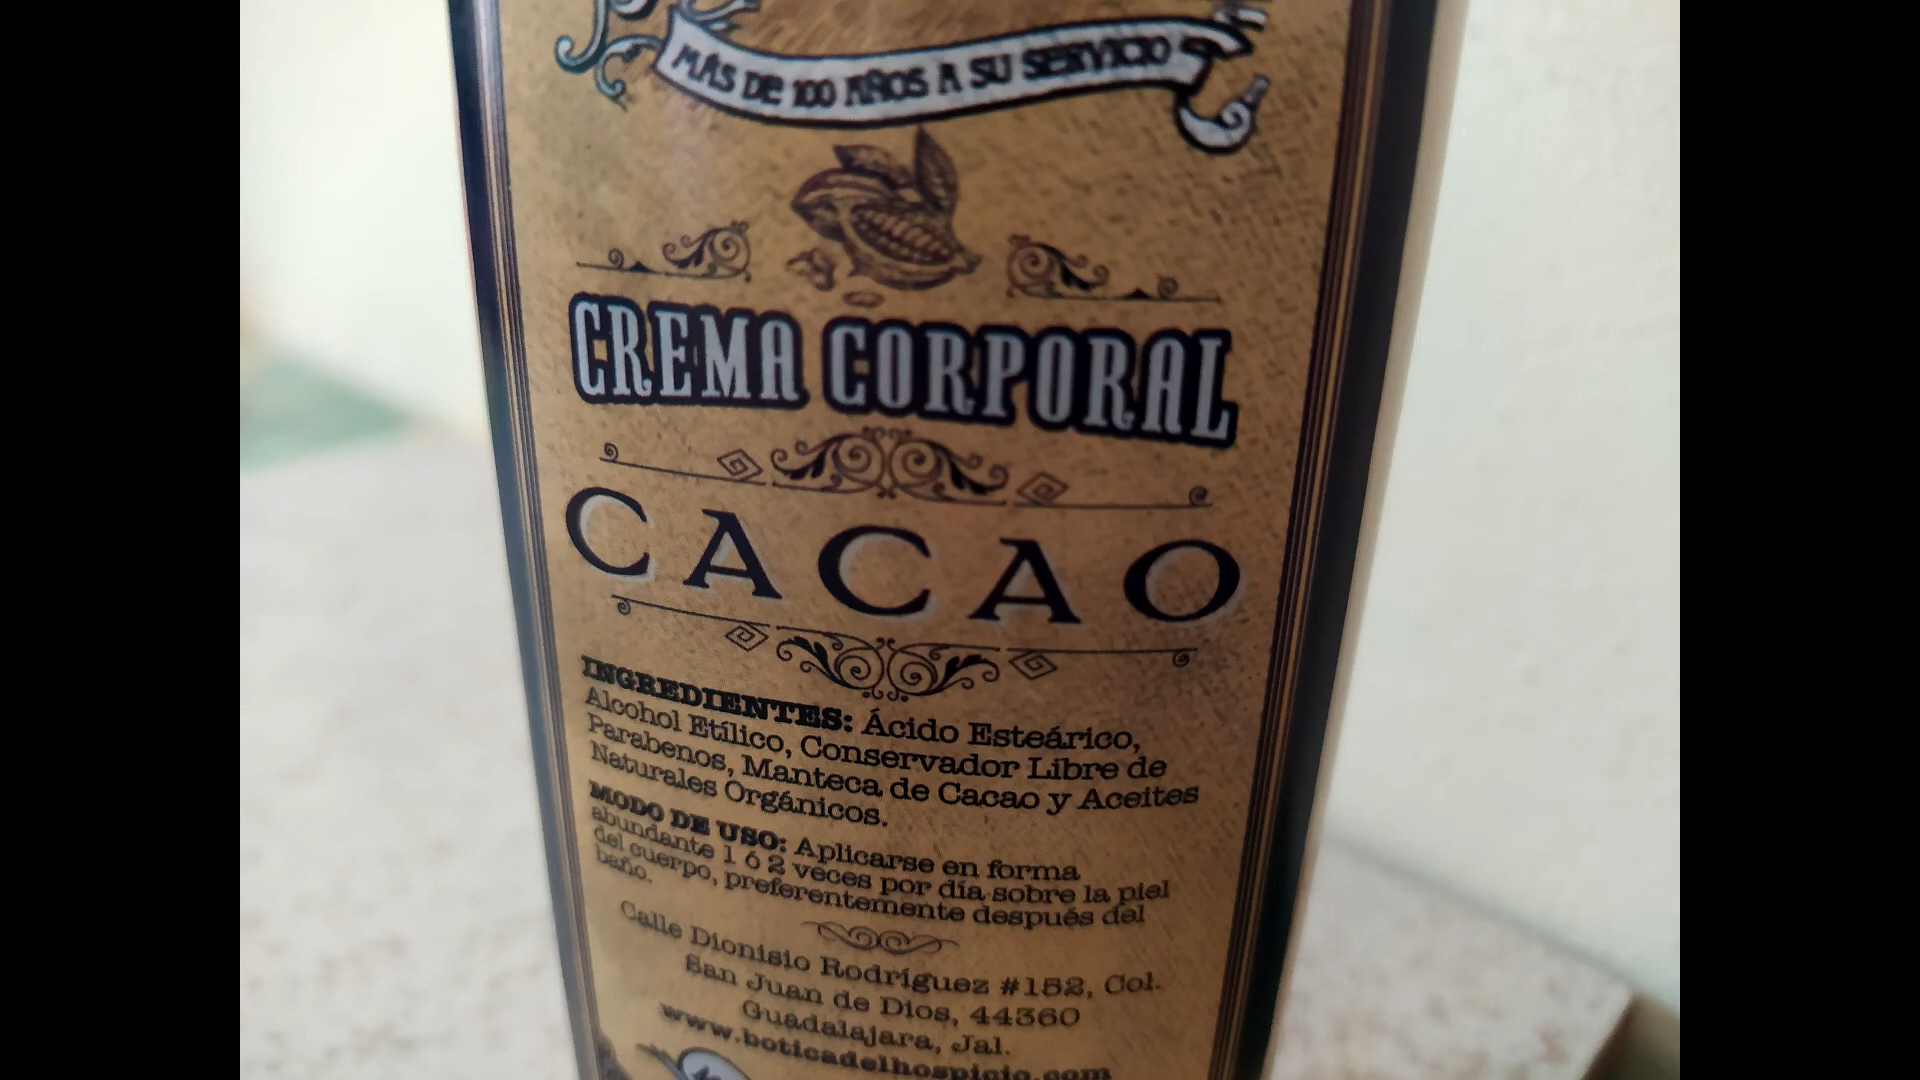 MÁS DE 100 AÑOS A SU SERVICIO
CREMA CORPORAL
CACAO
INGREDIENTES: Ácido Esteárico,
Alcohol Etílico, Conservador Libre de
Parabenos, Manteca de Cacao y Aceites
Naturales Orgánicos.
MODO DE USO: Aplicarse en forma
abundante 1 ó 2 veces por día sobre la piel
del cuerpo, preferentemente después del
baño.
Calle Dionisio Rodríguez #152, Col.
San Juan de Dios, 44360
Guadalajara, Jal.
www.boticadelhospicio.com